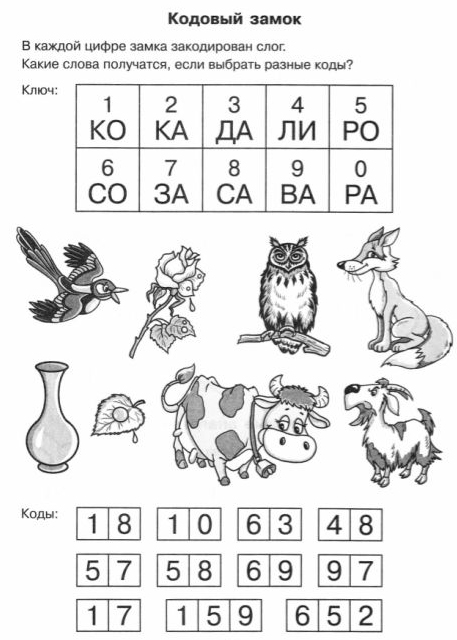 Кодовый замок
В каждой цифре замка закодирован слог.
Какие слова получатся, если выбрать разные коды?
Ключ:
1 2 3 4 5
КО КА ДА ЛИ РО
6 7 8 9 0
СО ЗА СА ВА РА
Коды:
1 8 1 0 6 3 4 8
5 7 5 8 6 9 9 7
1 7 1 5 9 6 5 2